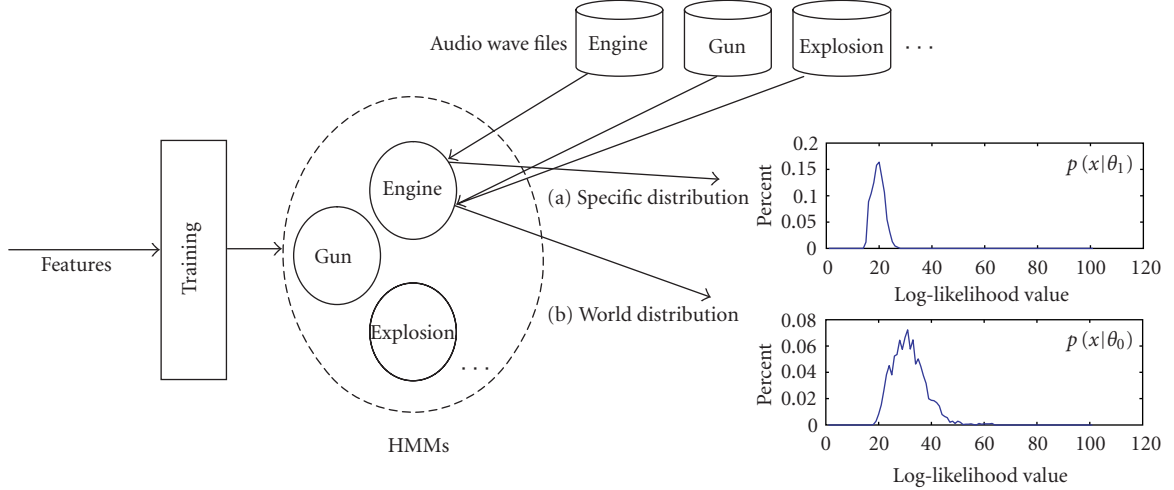 Audio wave files
Engine
Gun
Explosion
. . .
Features
Training
Engine
Gun
Explosion
. . .
HMMs
(a) Specific distribution
(b) World distribution
Percent
0.2
0.15
0.1
0.05
0
p (x|θ1)
0 20 40 60 80 100 120
Log-likelihood value
Percent
0.08
0.06
0.04
0.02
0
p (x|θ0)
0 20 40 60 80 100 120
Log-likelihood value